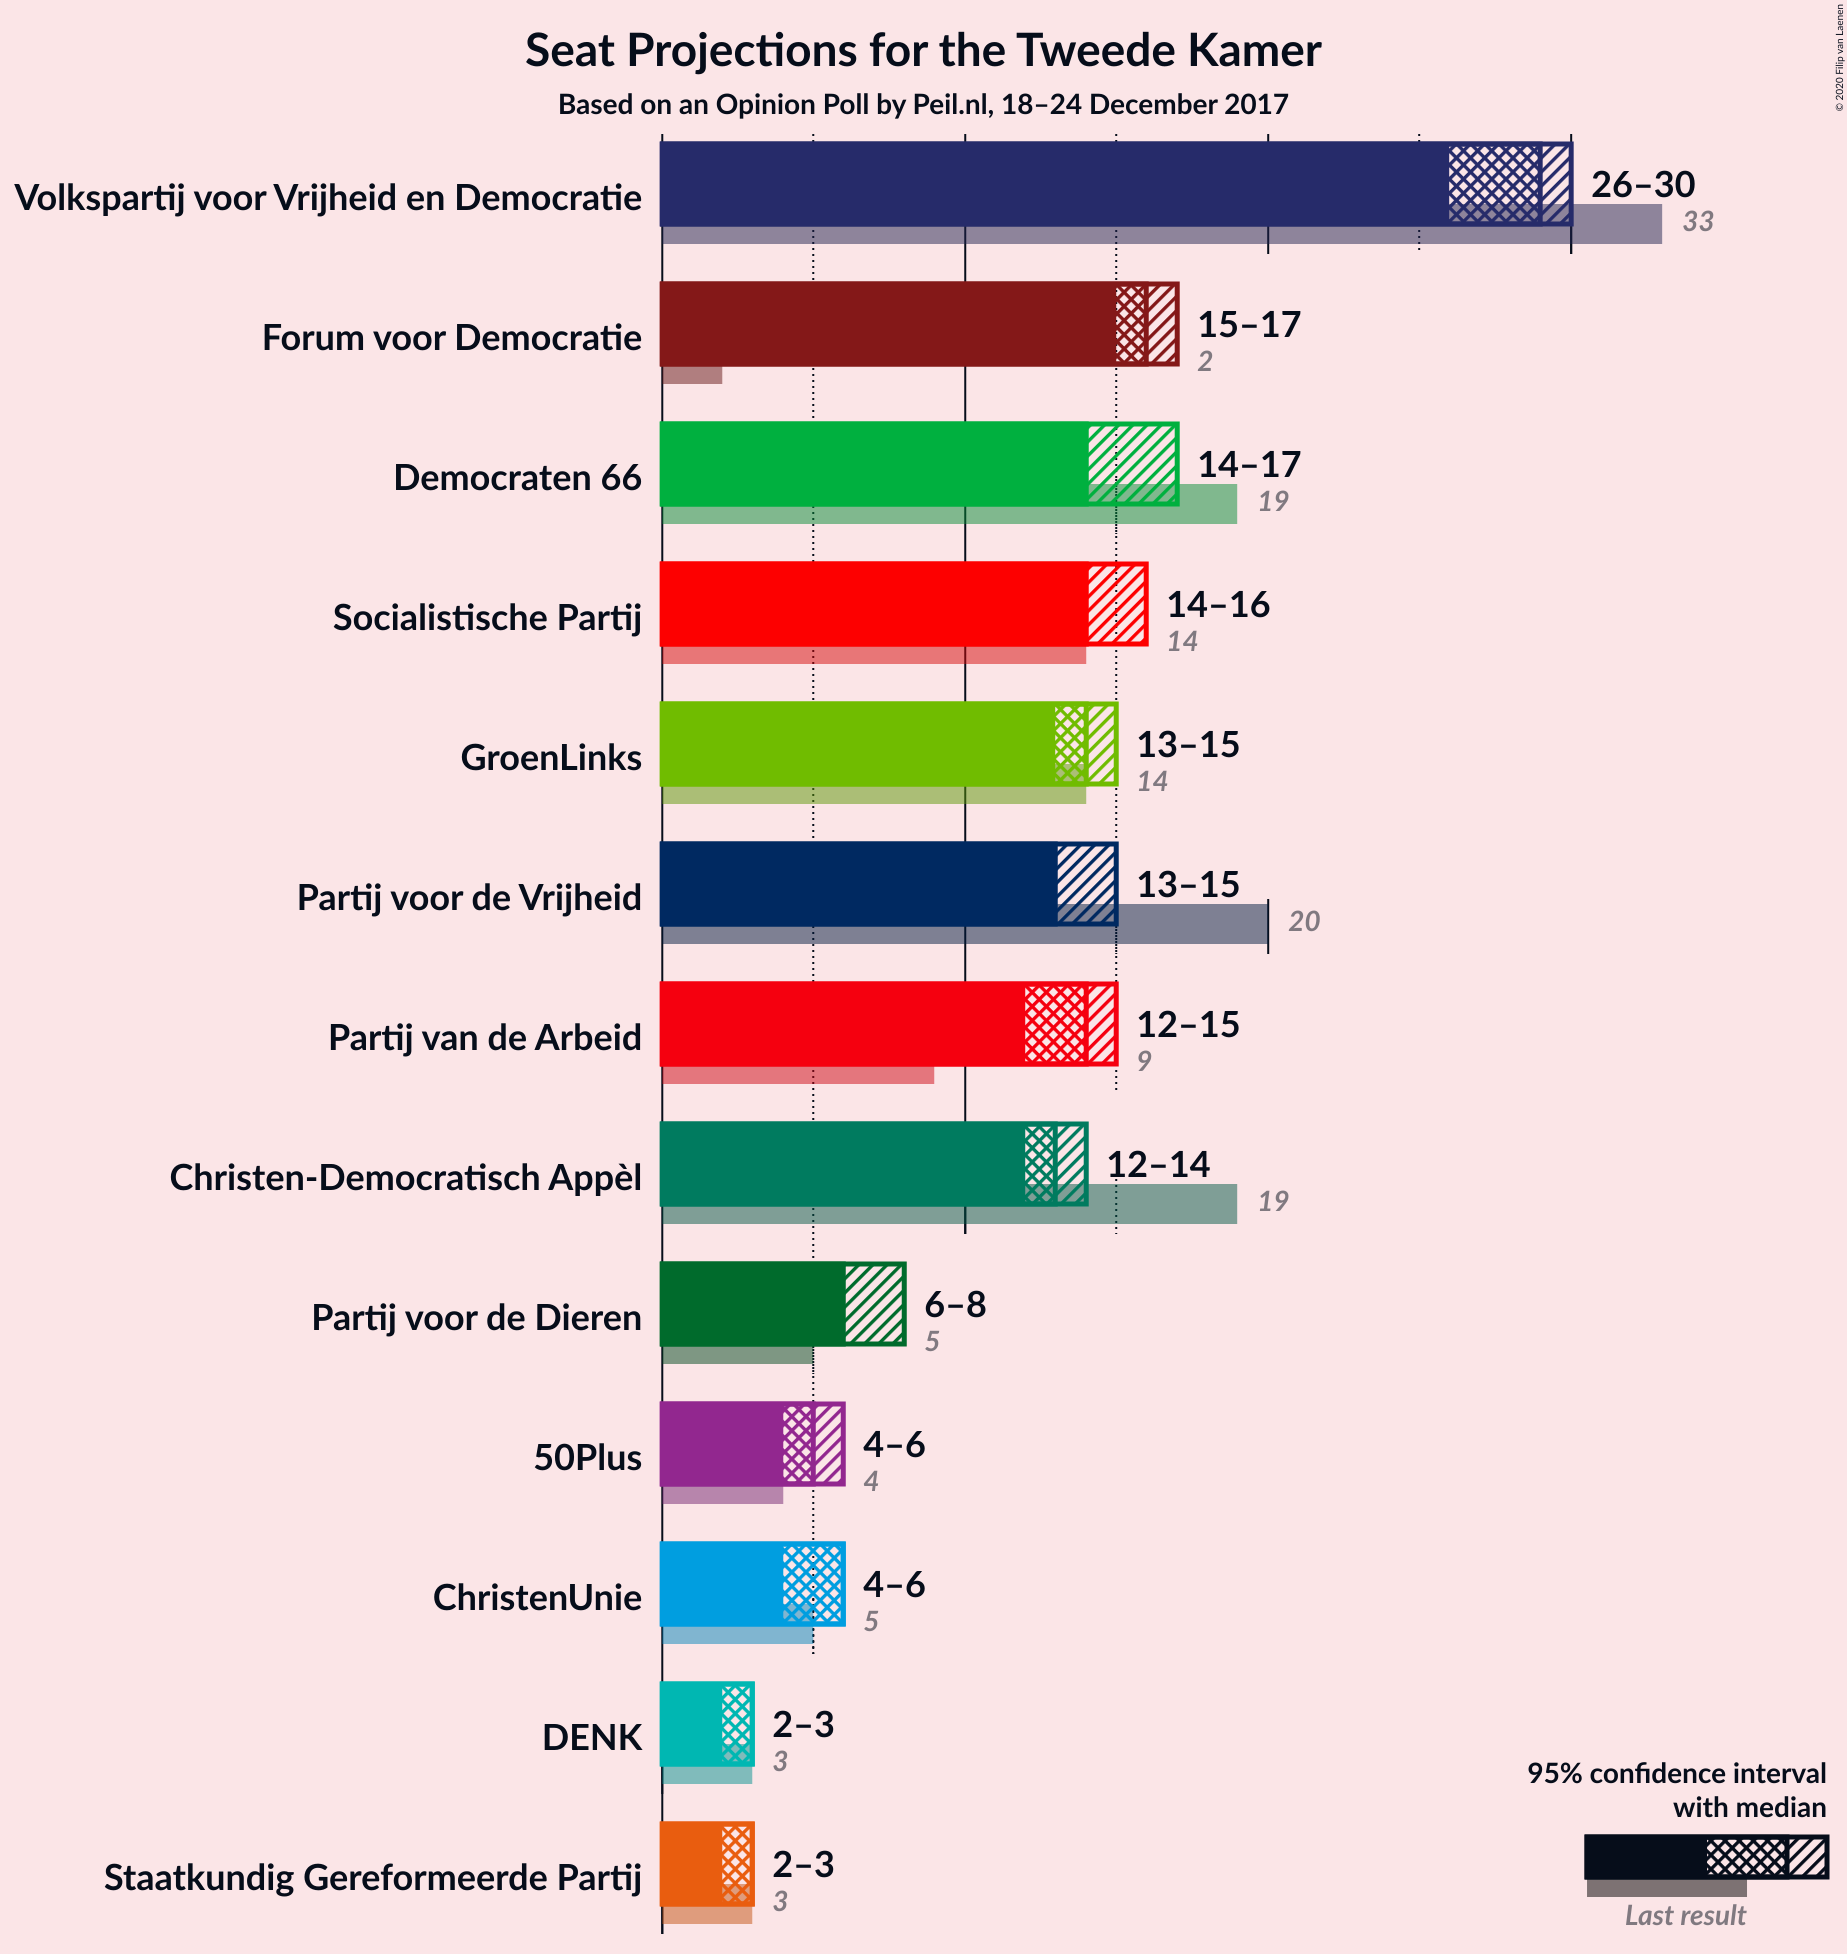 Seat Projections for the Tweede Kamer
Based on an Opinion Poll by Peil.nl, 18–24 December 2017
© 2020 Filip van Laenen
Volkspartij voor Vrijheid en Democratie
26–30
33
Forum voor Democratie
15–17
2
Democraten 66
14–17
19
Socialistische Partij
14–16
14
GroenLinks
13–15
14
Partij voor de Vrijheid
13–15
20
Partij van de Arbeid
12–15
9
Christen-Democratisch Appèl
12–14
19
Partij voor de Dieren
6–8
5
50Plus
4–6
4
ChristenUnie
4–6
5
DENK
2–3
3
Staatkundig Gereformeerde Partij
2–3
3
95% confidence interval
with median
Last result